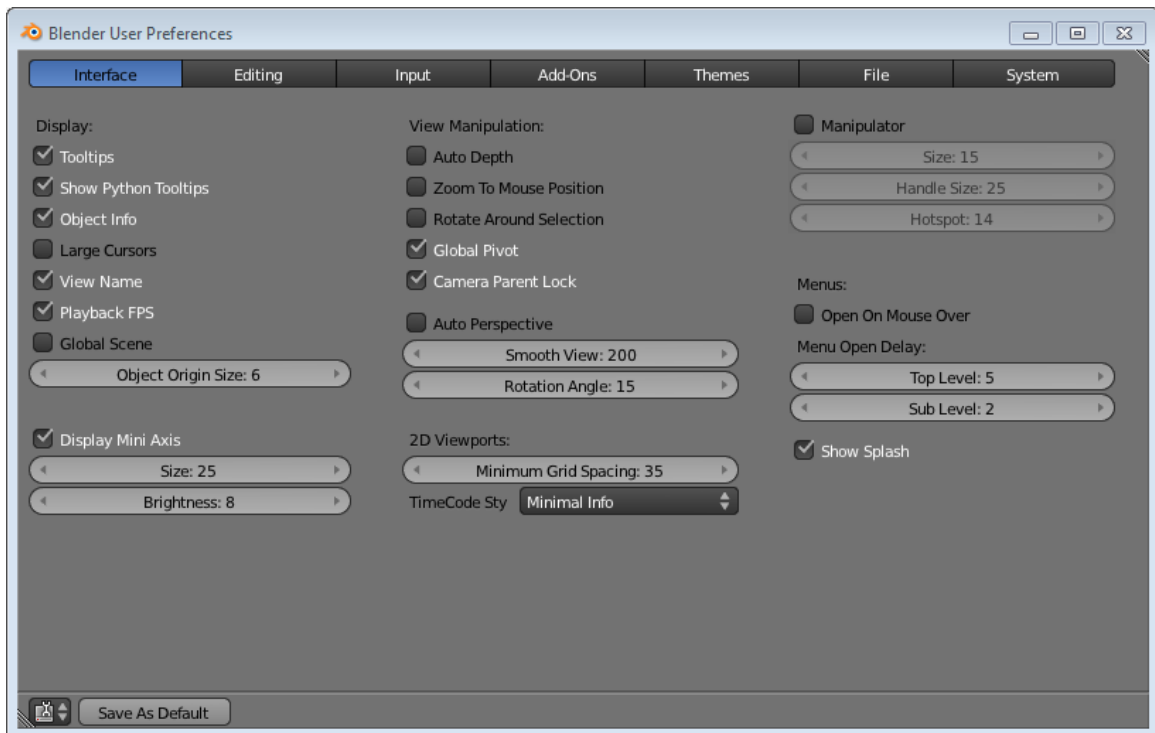 Blender User Preferences
Interface Editing Input Add-Ons Themes File System
Display:
Tooltips
Show Python Tooltips
Object Info
Large Cursors
View Name
Playback FPS
Global Scene
Object Origin Size: 6
Display Mini Axis
Size: 25
Brightness: 8
View Manipulation:
Auto Depth
Zoom To Mouse Position
Rotate Around Selection
Global Pivot
Camera Parent Lock
Auto Perspective
Smooth View: 200
Rotation Angle: 15
2D Viewports:
Minimum Grid Spacing: 35
TimeCode Sty Minimal Info
Manipulator
Size: 15
Handle Size: 25
Hotspot: 14
Menus:
Open On Mouse Over
Menu Open Delay:
Top Level: 5
Sub Level: 2
Show Splash
Save As Default